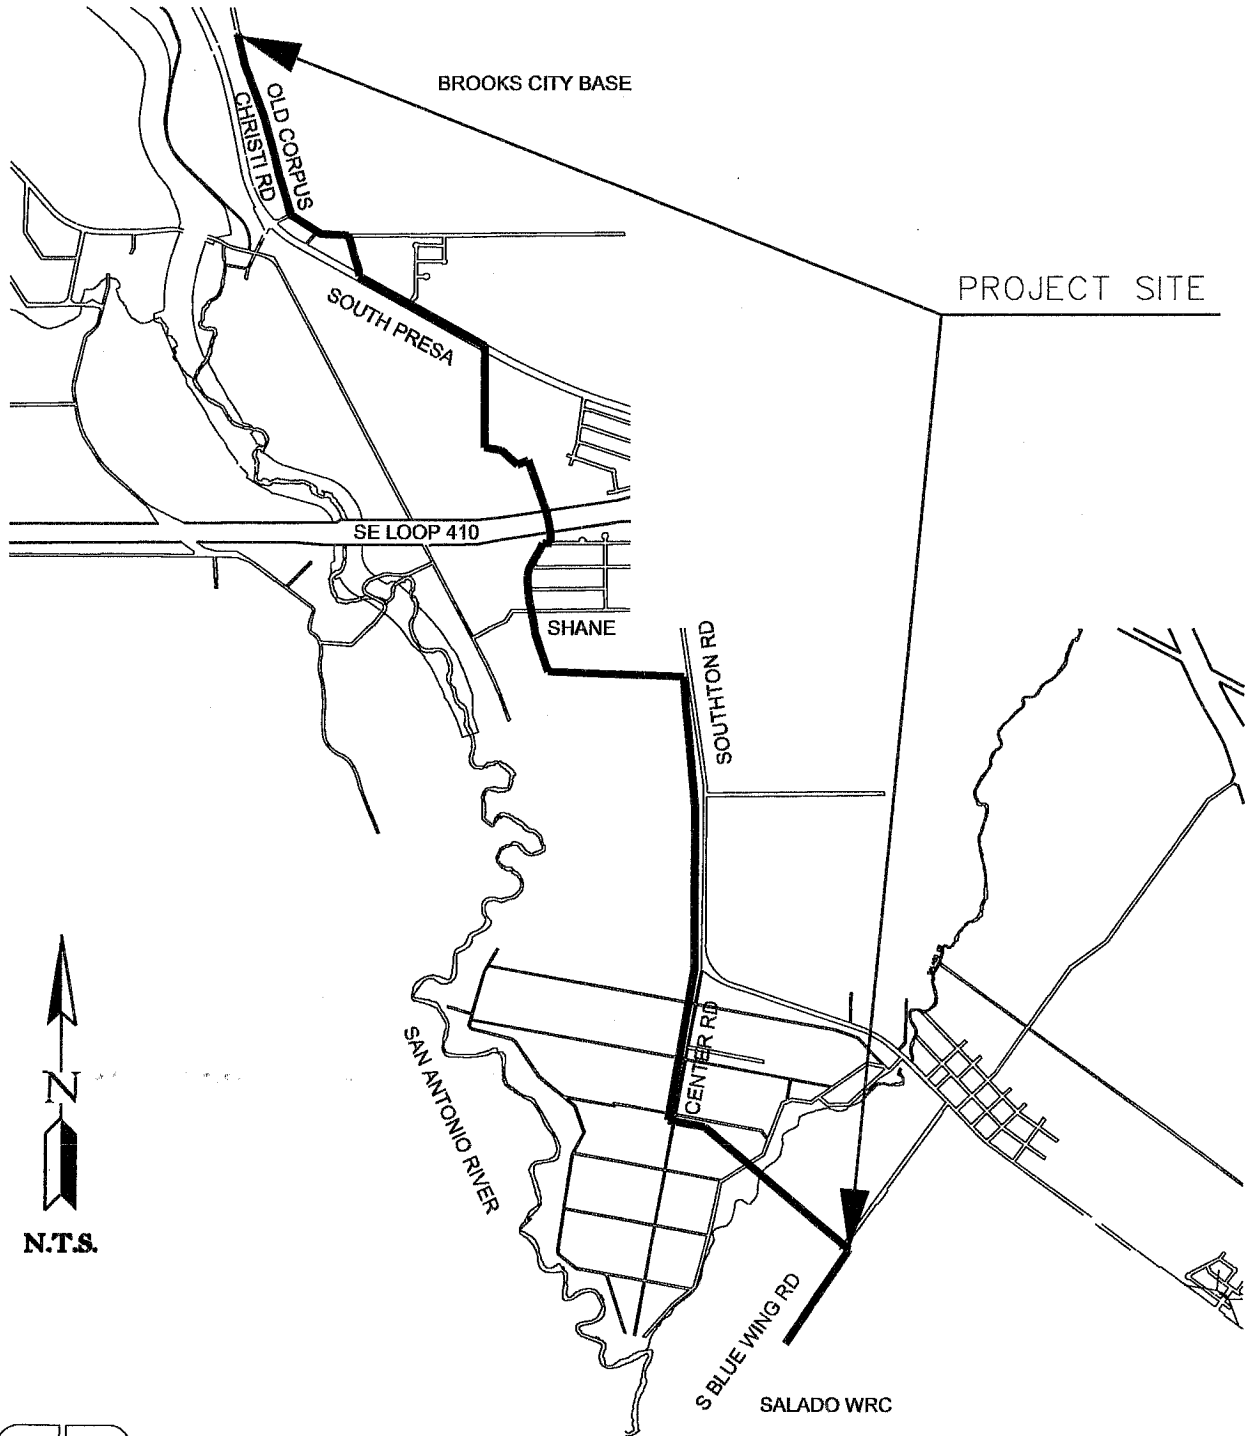 BROOKS CITY BASE
OLD CORPUS
CHRISTI RD
PROJECT SITE
SOUTH PRESA
SE LOOP 410
SHANE
SOUTHTON RD
CENTER RD
SAN ANTONIO RIVER
N
N.T.S.
S BLUE WING RD
SALADO WRC